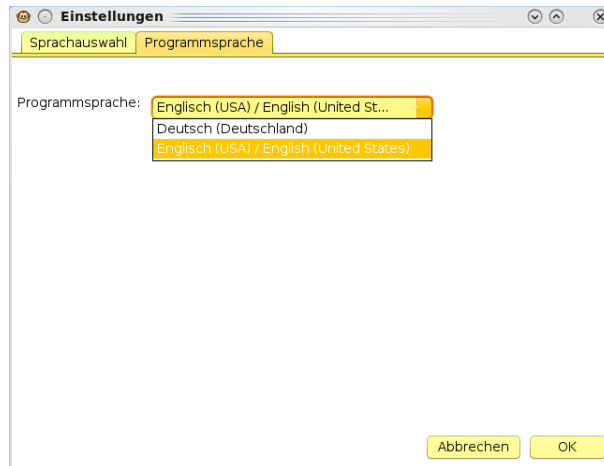 Einstellungen
Sprachauswahl Programmsprache
Programmsprache: Englisch (USA) / English (United St...
Deutsch (Deutschland)
Englisch (USA) / English (United States)
Abbrechen OK